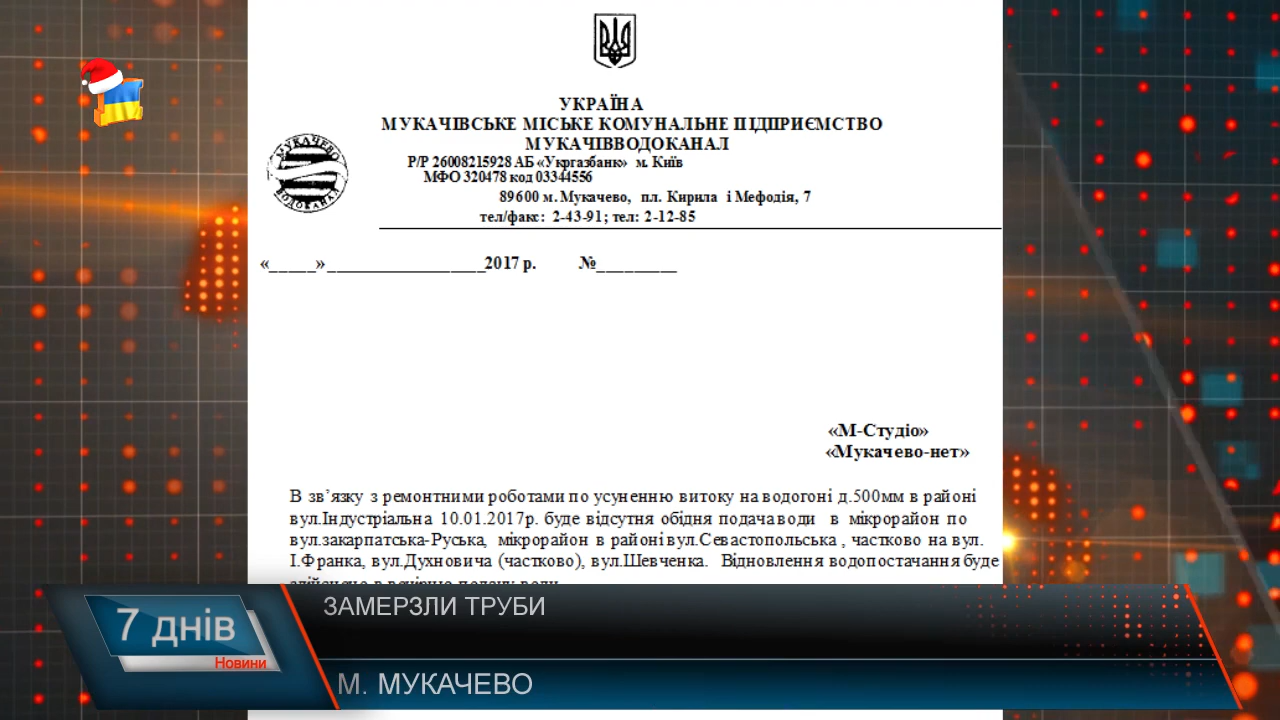 УКРАЇНА
МУКАЧІВСЬКЕ МІСЬКЕ КОМУНАЛЬНЕ ПІДПРИЄМСТВО
МУКАЧІВВОДОКАНАЛ
Р/Р 26008215928 АБ «Укргазбанк» м. Київ
МФО 320478 код 03344556
89600 м. Мукачево, пл. Кирила і Мефодія, 7
тел/факс: 2-43-91; тел: 2-12-85
МУКАЧЕВО
ВОДОКАНАЛ
«_____»_________________2017 р. №_________
«М-Студіо»
«Мукачево-нет»
В зв’язку з ремонтними роботами по усуненню витоку на водогоні д.500мм в районі
вул.Індустріальна 10.01.2017р. буде відсутня обідня подача води в мікрорайон по
вул.закарпатська-Руська, мікрорайон в районі вул.Севастопольська , частково на вул.
І.Франка, вул.Духновича (частково), вул.Шевченка. Відновлення водопостачання буде
7 днів
Новини
ЗАМЕРЗЛИ ТРУБИ
М. МУКАЧЕВО